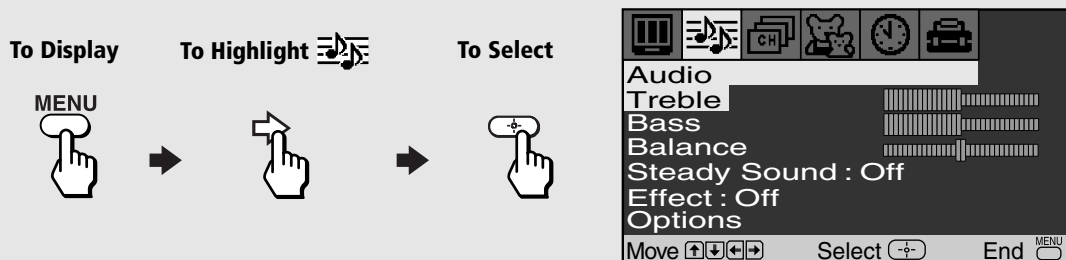 To Display
To Highlight
To Select
MENU
CH
Audio
Treble
Bass
Balance
Steady Sound : Off
Effect : Off
Options
Move Select End MENU